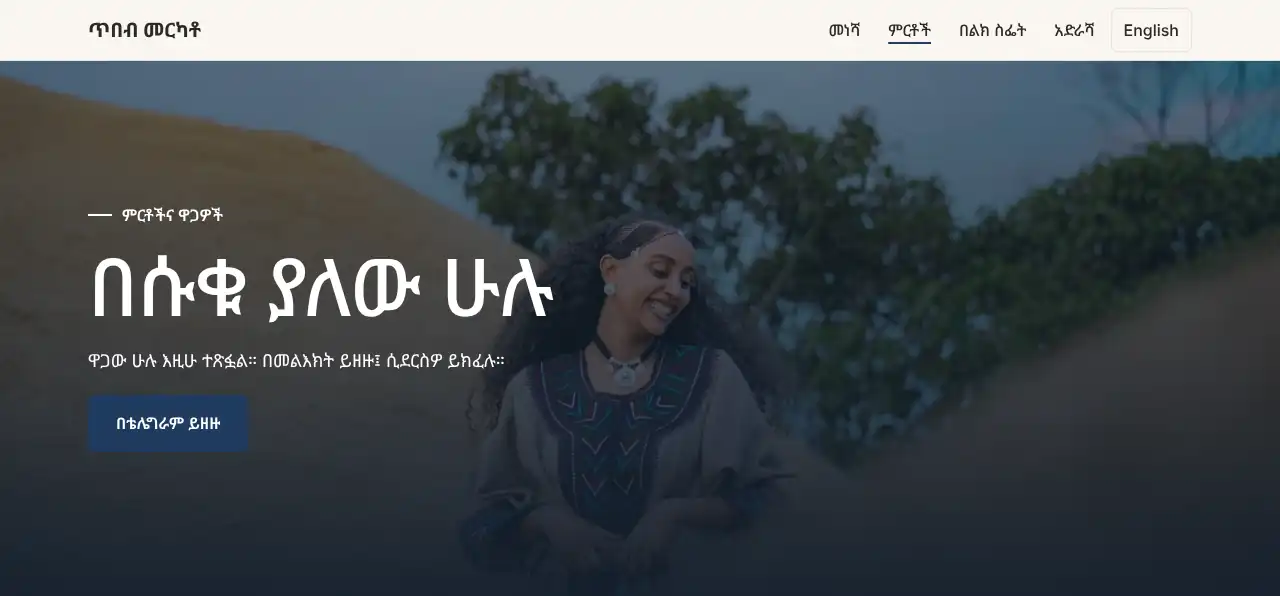 ጥበብ መርካቶ
መነሻ ምርቶች በልክ ስፌት አድራሻ English
ምርቶችና ዋጋዎች
በሱቁ ያለው ሁሉ
ዋጋው ሁሉ እዚሁ ተጽፏል። በመልእክት ይዘዙ፤ ሲደርስዎ ይክፈሉ።
በቴሌግራም ይዘዙ